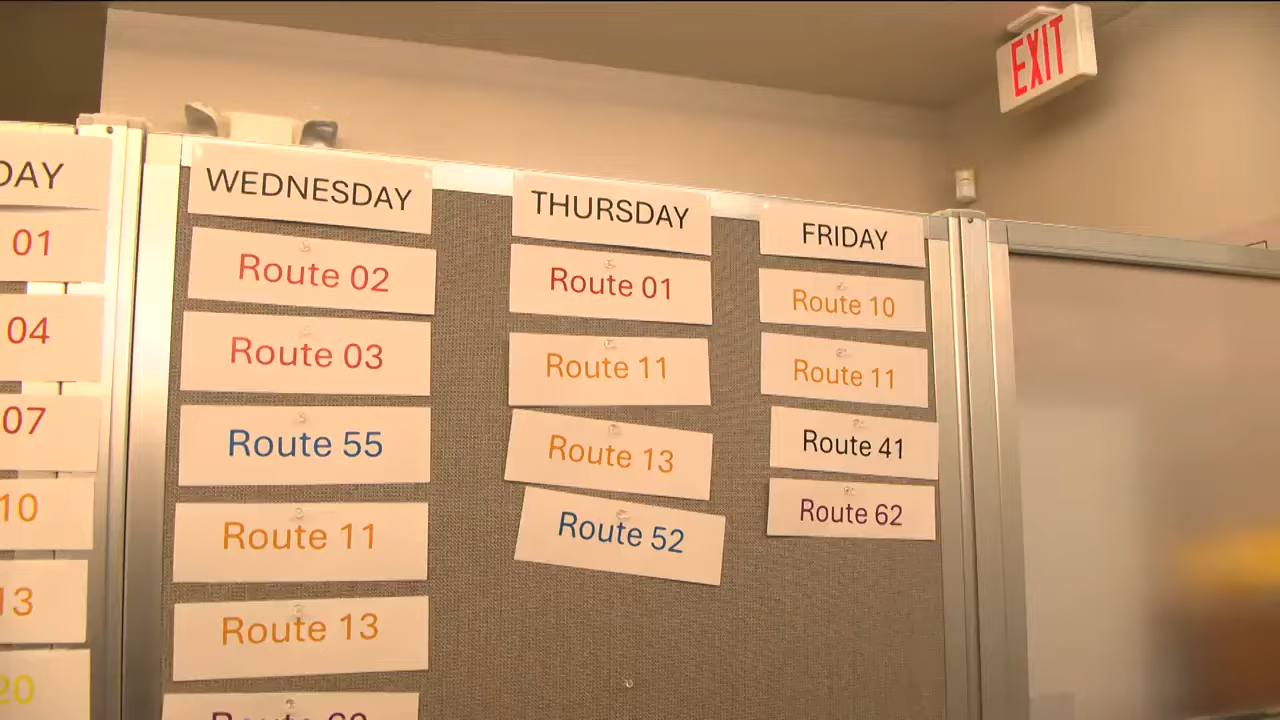 EXIT
DAY
01
04
07
10
13
20
WEDNESDAY
Route 02
Route 03
Route 55
Route 11
Route 13
Route
THURSDAY
Route 01
Route 11
Route 13
Route 52
FRIDAY
Route 10
Route 11
Route 41
Route 62